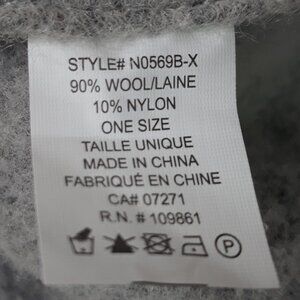 STYLE# N0569B-X
90% WOOL/LAINE
10% NYLON
ONE SIZE
TAILLE UNIQUE
MADE IN CHINA
FABRIQUÉ EN CHINE
CA# 07271
R.N. # 109861
P